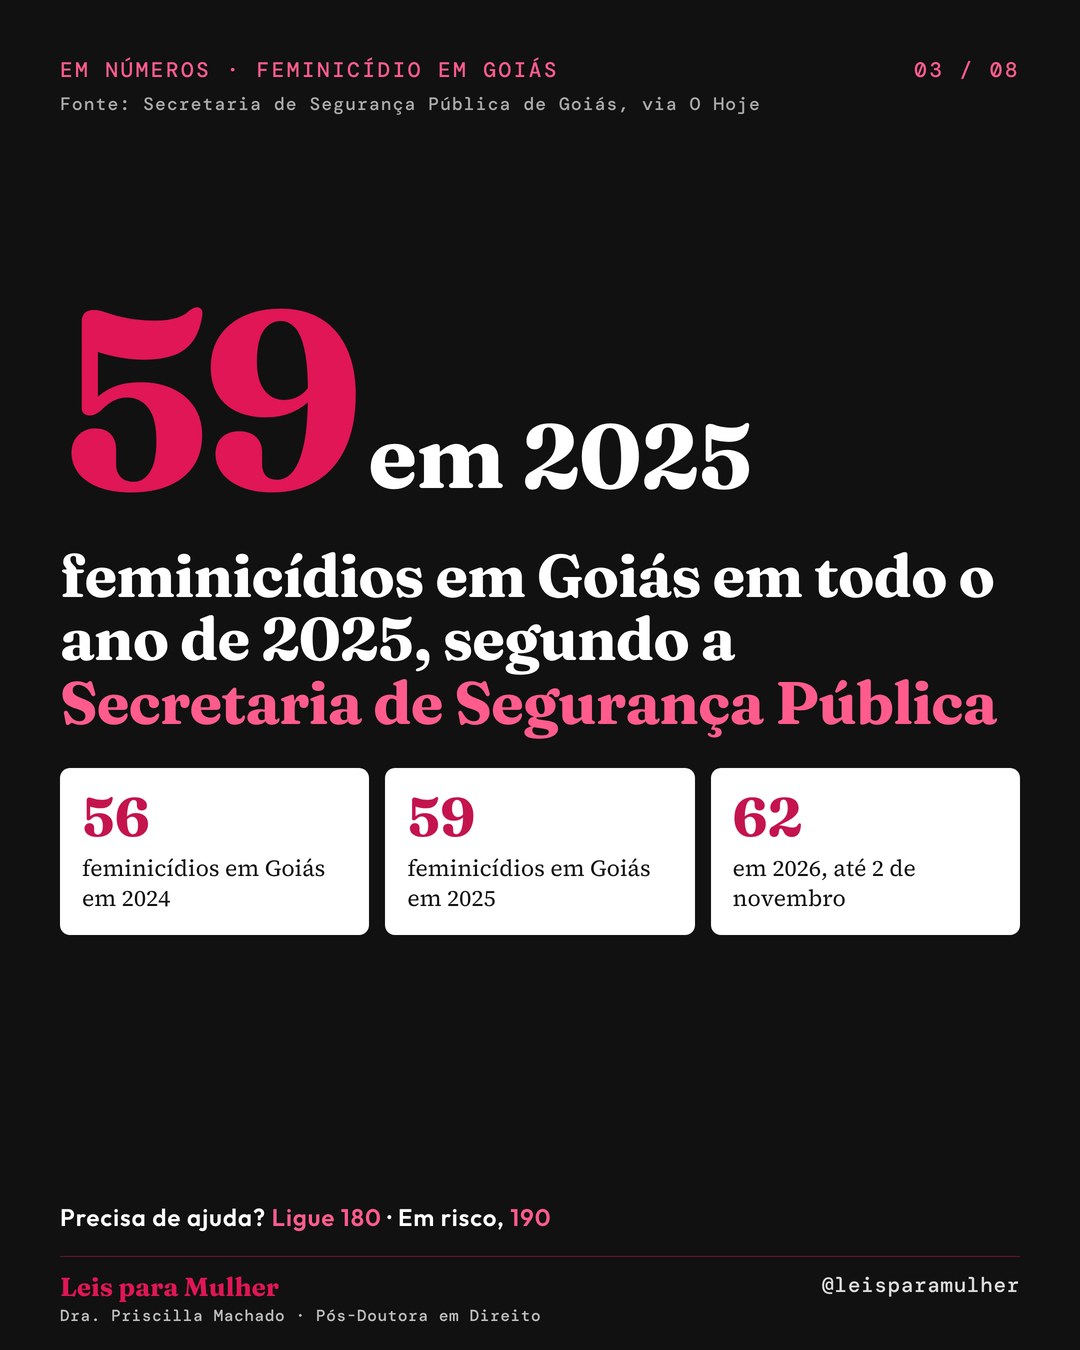 EM NÚMEROS · FEMINICÍDIO EM GOIÁS
03 / 08
Fonte: Secretaria de Segurança Pública de Goiás, via O Hoje
59 em 2025
feminicídios em Goiás em todo o
ano de 2025, segundo a
Secretaria de Segurança Pública
56
feminicídios em Goiás
em 2024
59
feminicídios em Goiás
em 2025
62
em 2026, até 2 de
novembro
Precisa de ajuda? Ligue 180 · Em risco, 190
Leis para Mulher
@leisparamulher
Dra. Priscilla Machado · Pós-Doutora em Direito